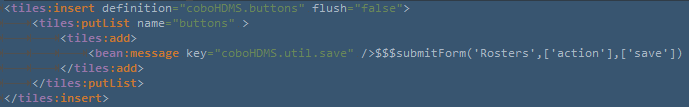 <tiles:insert definition="coboHDMS.buttons" flush="false">
<tiles:putList name="buttons" >
<tiles:add>
<bean:message key="coboHDMS.util.save" />$$$submitForm('Rosters',['action'],['save'])
</tiles:add>
</tiles:putList>
</tiles:insert>